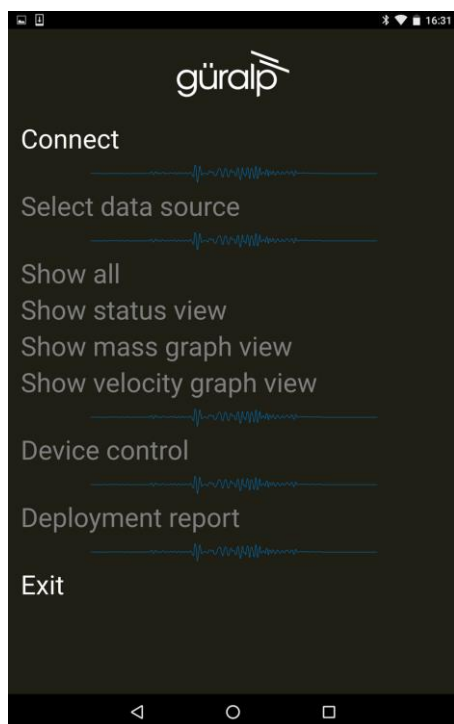 16:31
güralp
Connect
Select data source
Show all
Show status view
Show mass graph view
Show velocity graph view
Device control
Deployment report
Exit